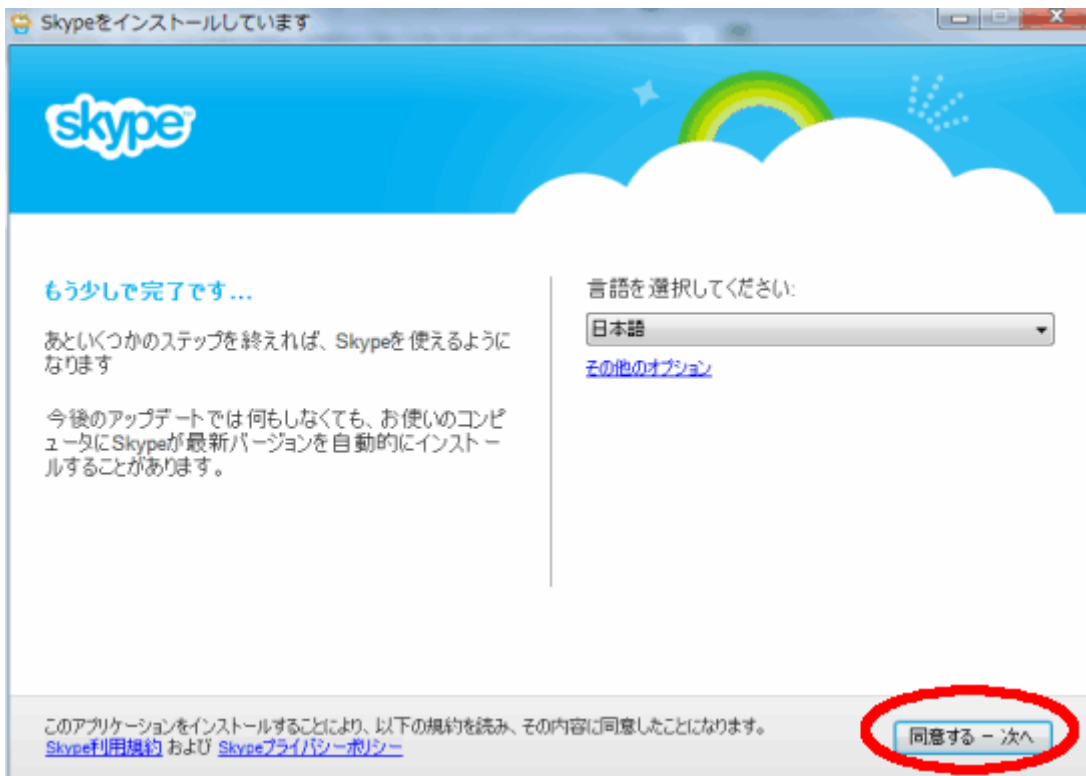 Skypeをインストールしています
skype™
もう少しで完了です...
あといくつかのステップを終えれば、Skypeを使えるように
なります
今後のアップデートでは何もしなくても、お使いのコンピ
ュータにSkypeが最新バージョンを自動的にインストー
ルすることがあります。
言語を選択してください:
日本語
その他のオプション
このアプリケーションをインストールすることにより、以下の規約を読み、その内容に同意したことになります。
Skype利用規約 および Skypeプライバシーポリシー
同意する - 次へ